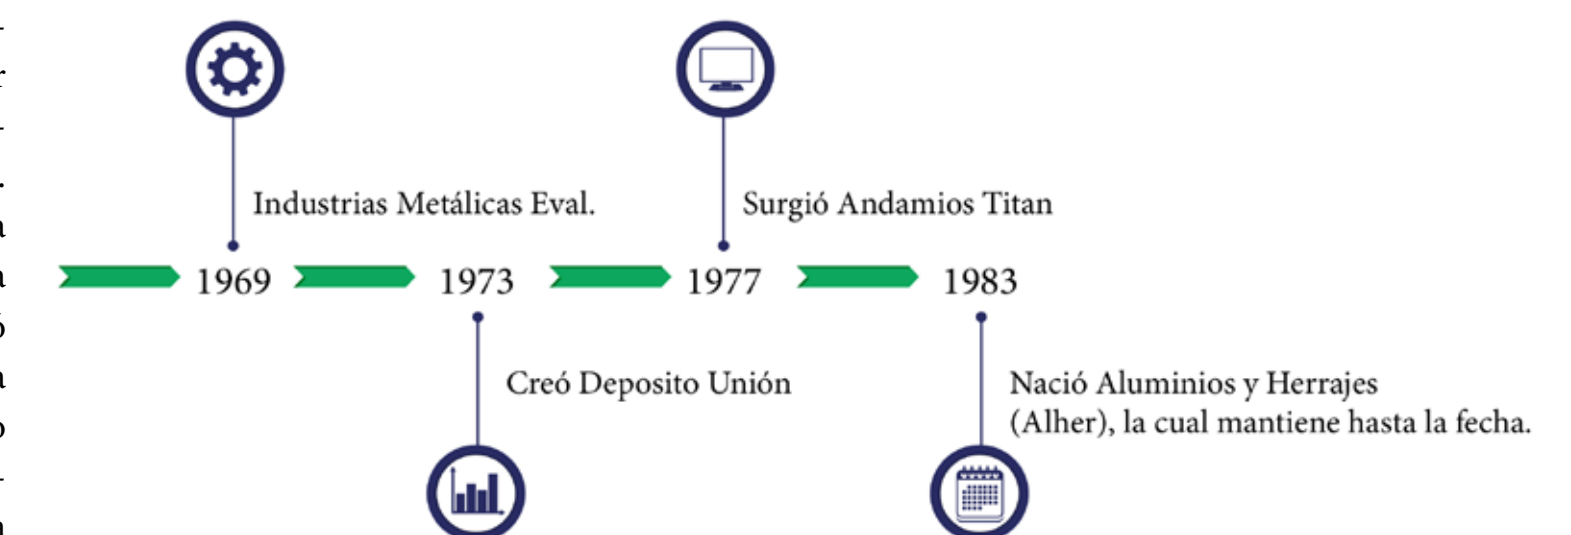 Industrias Metálicas Eval.
Surgió Andamios Titan
1969
1973
1977
1983
Creó Deposito Unión
Nació Aluminios y Herrajes
(Alher), la cual mantiene hasta la fecha.